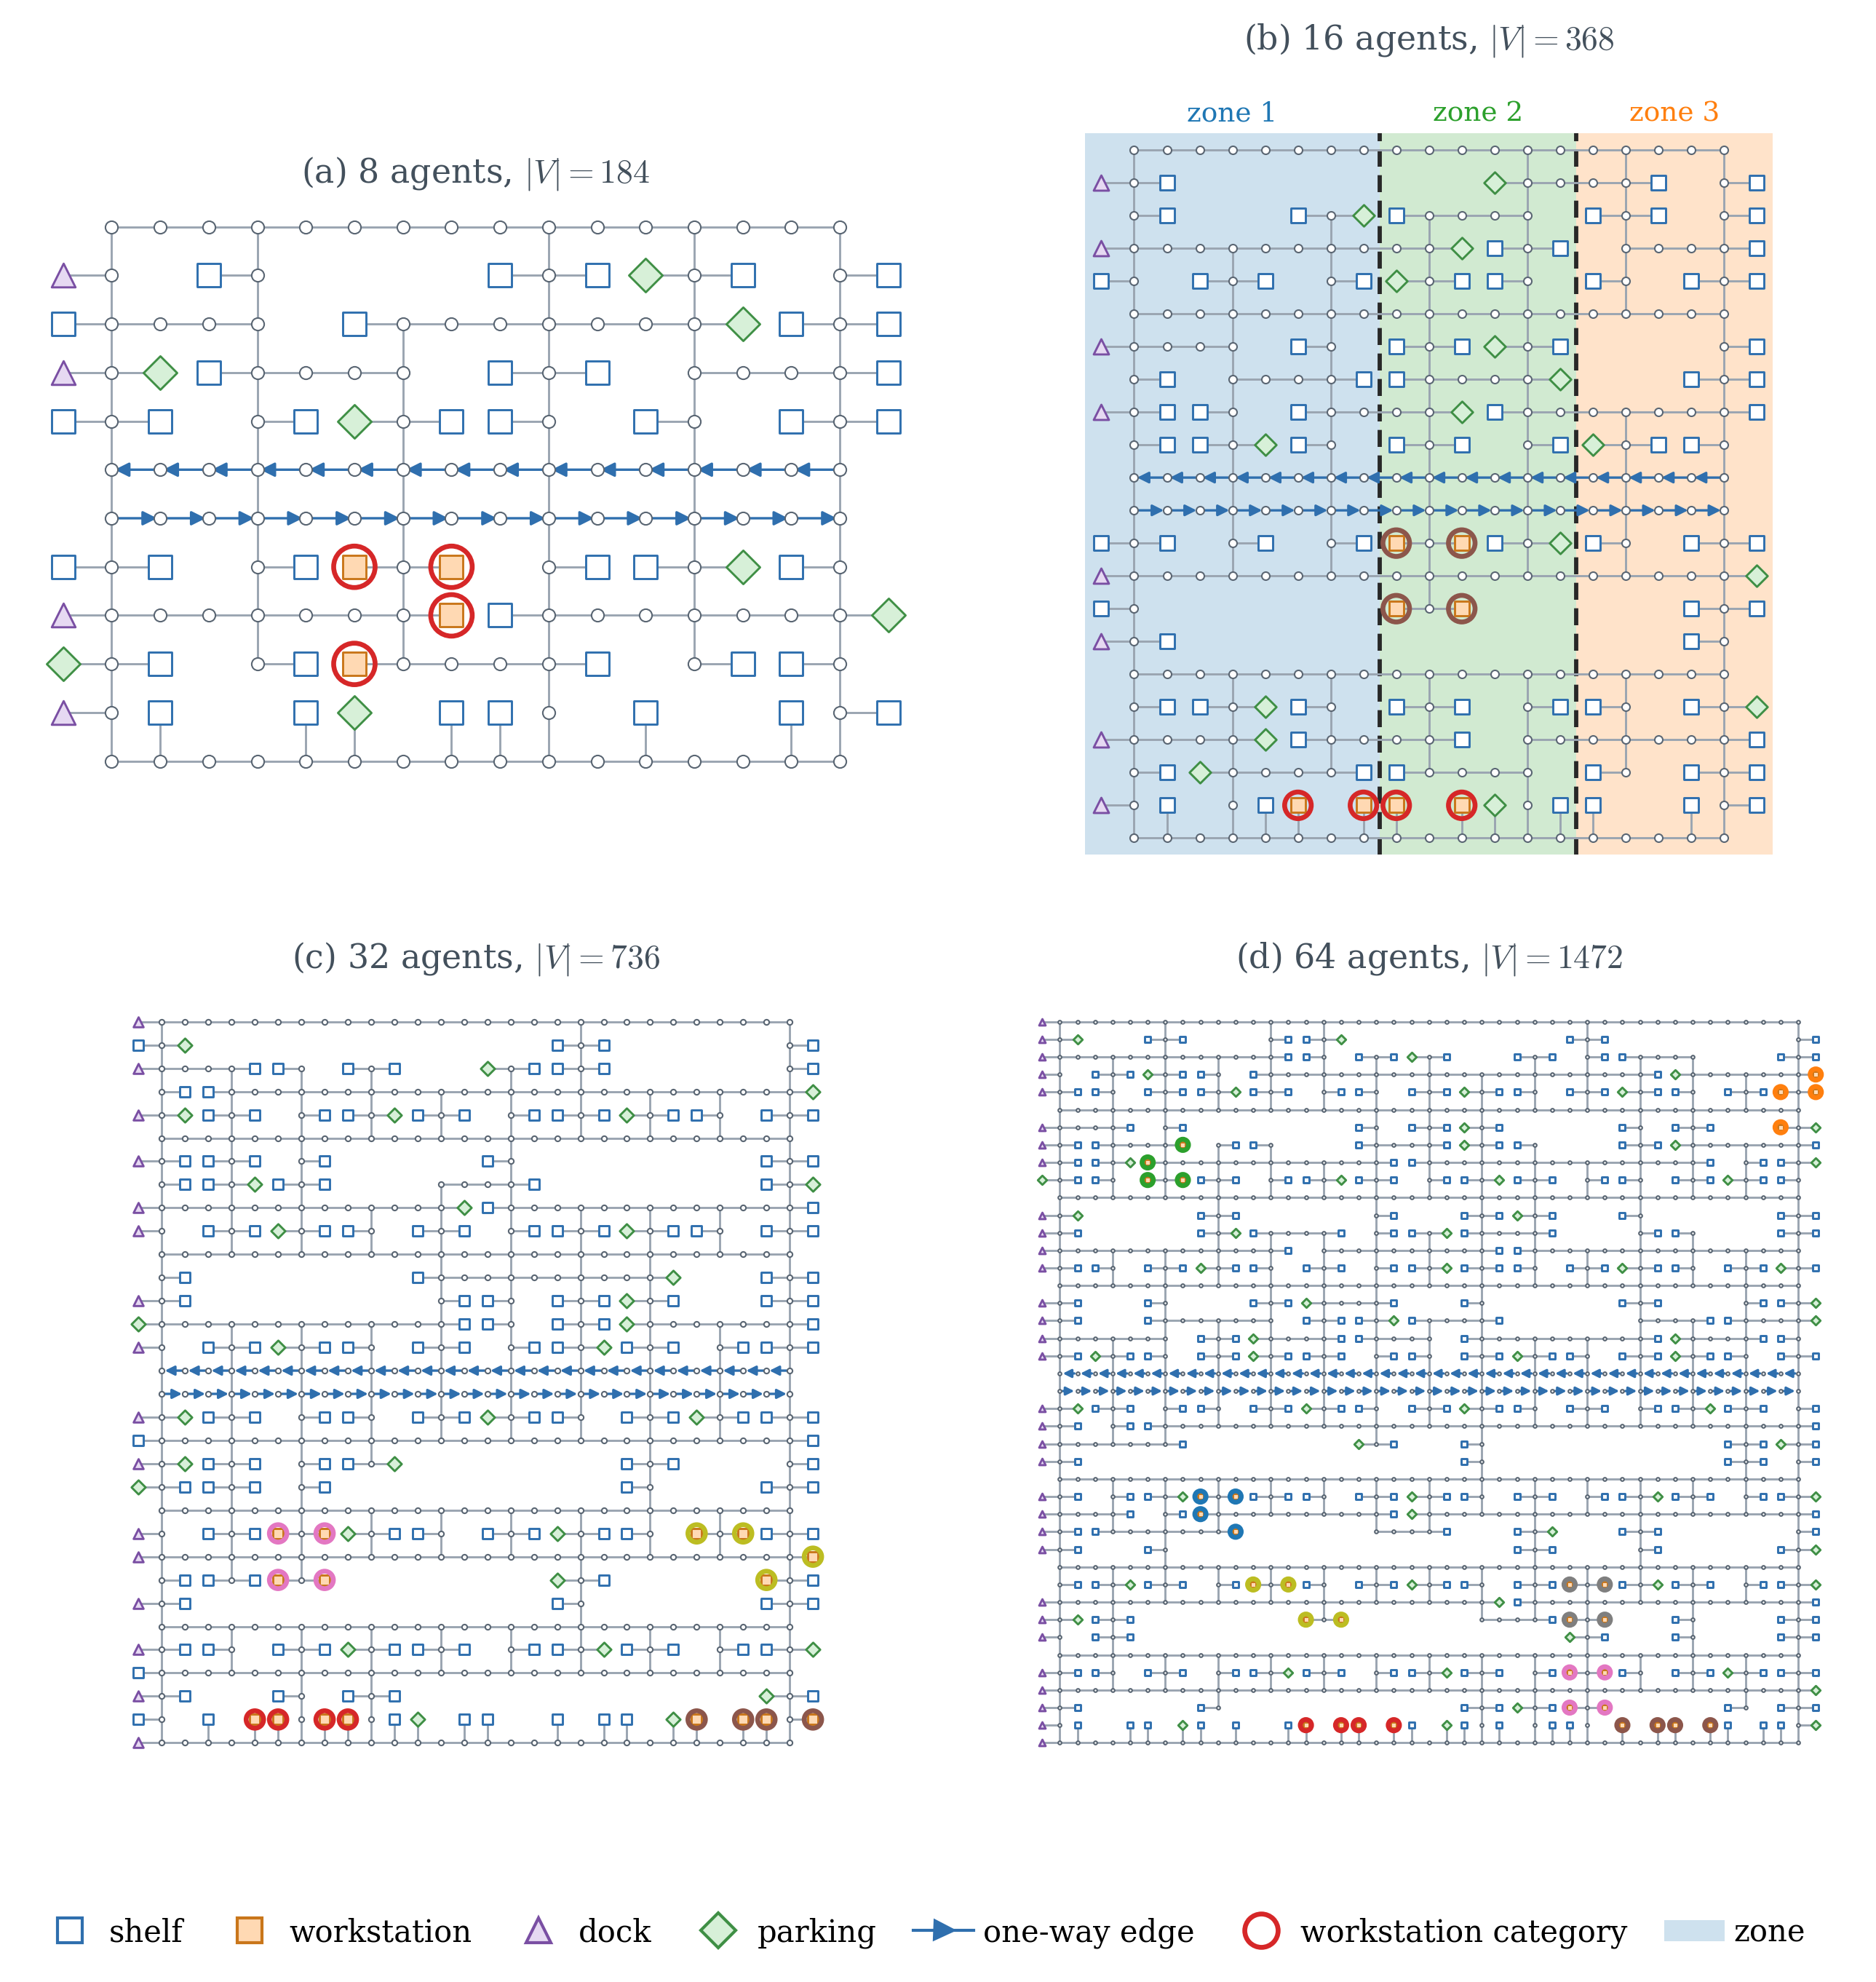 (b) 16 agents, |V| = 368
zone 1 zone 2 zone 3
(a) 8 agents, |V| = 184
(c) 32 agents, |V| = 736
(d) 64 agents, |V| = 1472
shelf workstation dock parking one-way edge workstation category zone